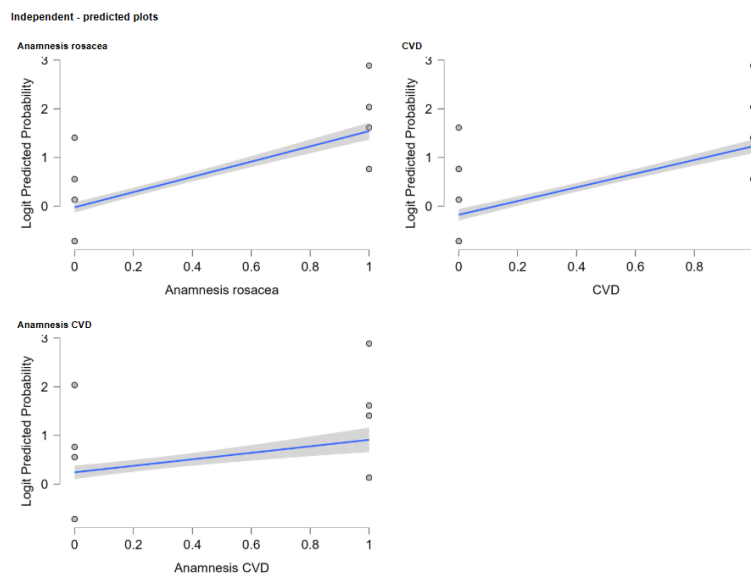 Independent - predicted plots
Anamnesis rosacea
3
2
1
0
Logit Predicted Probability
0 0.2 0.4 0.6 0.8 1
Anamnesis rosacea
CVD
3
2
1
0
Logit Predicted Probability
0 0.2 0.4 0.6 0.8
CVD
Anamnesis CVD
3
2
1
0
Logit Predicted Probability
0 0.2 0.4 0.6 0.8 1
Anamnesis CVD